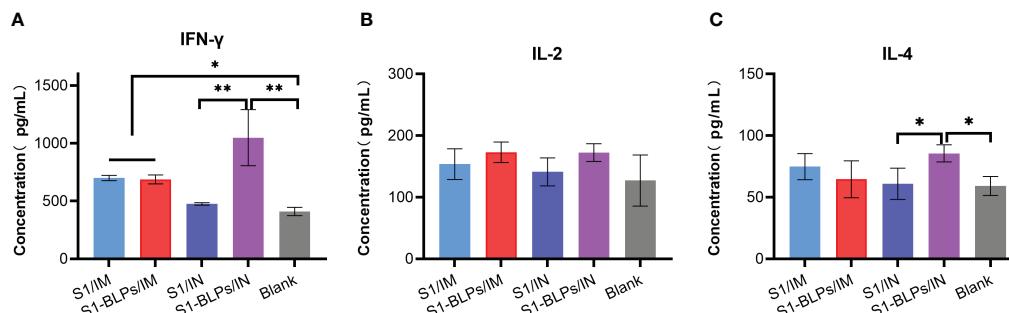 A
IFN-γ
Concentration( pg/mL)
1500
1000
500
0
*
**
**
S1/IM
S1-BLPs/IM
S1/IN
S1-BLPs/IN
Blank
B
IL-2
Concentration( pg/mL)
300
200
100
0
S1/IM
S1-BLPs/IM
S1/IN
S1-BLPs/IN
Blank
C
IL-4
Concentration( pg/mL)
150
100
50
0
*
*
S1/IM
S1-BLPs/IM
S1/IN
S1-BLPs/IN
Blank